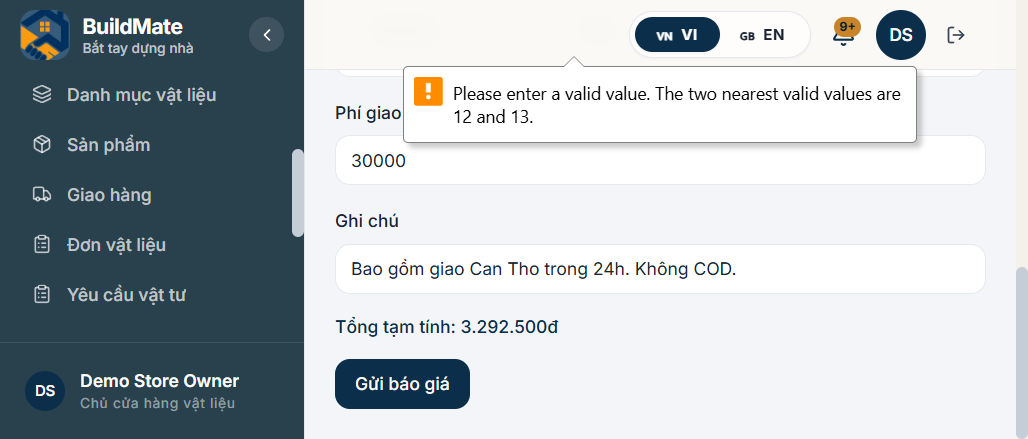 BuildMate
Bắt tay dựng nhà
Danh mục vật liệu
Sản phẩm
Giao hàng
Đơn vật liệu
Yêu cầu vật tư
DS
Demo Store Owner
Chủ cửa hàng vật liệu
VN VI
GB EN
9+
DS
Please enter a valid value. The two nearest valid values are
12 and 13.
Phí giao
30000
Ghi chú
Bao gồm giao Can Tho trong 24h. Không COD.
Tổng tạm tính: 3.292.500đ
Gửi báo giá